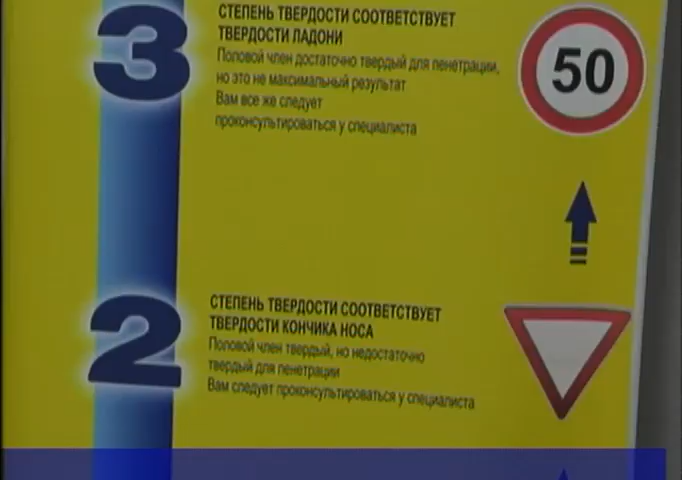 3
СТЕПЕНЬ ТВЕРДОСТИ СООТВЕТСТВУЕТ
ТВЕРДОСТИ ЛАДОНИ
Половой член достаточно твердый для пенетрации,
но это не максимальный результат
Вам все же следует
проконсультироваться у специалиста
50
2
СТЕПЕНЬ ТВЕРДОСТИ СООТВЕТСТВУЕТ
ТВЕРДОСТИ КОНЧИКА НОСА
Половой член твердый, но недостаточно
твердый для пенетрации
Вам следует проконсультироваться у специалиста